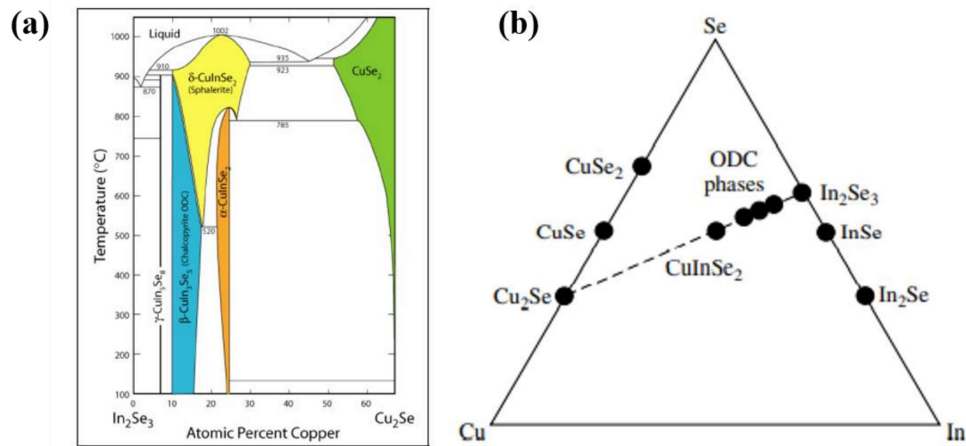 (a)
1000
900
800
700
600
500
400
300
200
100
Temperature (°C)
Liquid
1002
910
870
935
923
785
520
δ-CuInSe₂
(Sphalerite)
CuSe₂
γ-CuIn₅Se₈
β-CuIn₃Se₅ (Chalcopyrite ODC)
α-CuInSe₂
0 10 20 30 40 50 60
In₂Se₃
Cu₂Se
Atomic Percent Copper
(b)
Se
CuSe₂
ODC
phases
In₂Se₃
CuSe
InSe
CuInSe₂
Cu₂Se
In₂Se
Cu
In